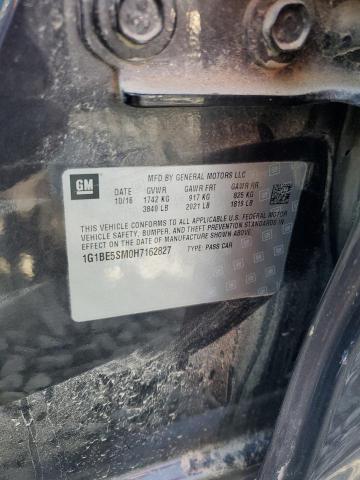 GM
MFD BY GENERAL MOTORS LLC
DATE GVWR GAWR FRT GAWR RR
10/16 1742 KG 917 KG 825 KG
3840 LB 2021 LB 1819 LB
THIS VEHICLE CONFORMS TO ALL APPLICABLE U.S. FEDERAL MOTOR
VEHICLE SAFETY, BUMPER, AND THEFT PREVENTION STANDARDS IN
EFFECT ON THE DATE OF MANUFACTURE SHOWN ABOVE.
1G1BE5SM0H7162827 TYPE: PASS CAR